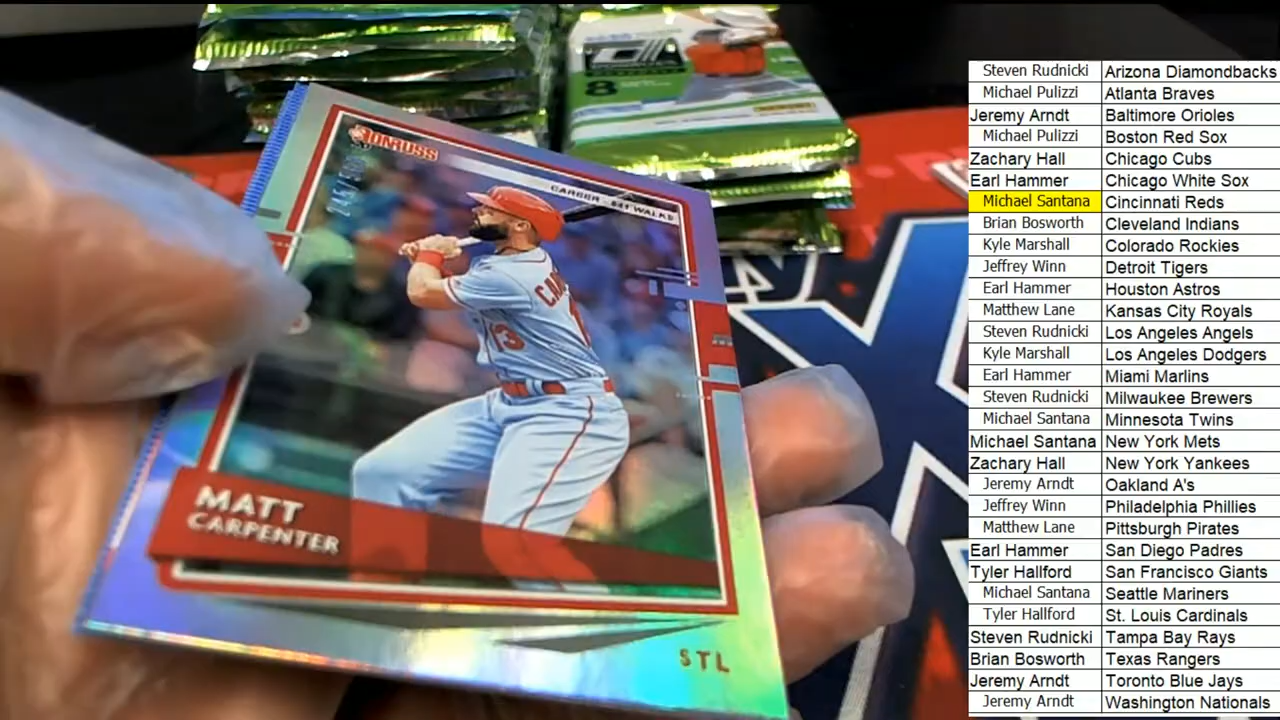 8
DONRUSS
CAREER - 641 WALKS
13
MATT
CARPENTER
STL
Steven Rudnicki Arizona Diamondbacks
Michael Pulizzi Atlanta Braves
Jeremy Arndt Baltimore Orioles
Michael Pulizzi Boston Red Sox
Zachary Hall Chicago Cubs
Earl Hammer Chicago White Sox
Michael Santana Cincinnati Reds
Brian Bosworth Cleveland Indians
Kyle Marshall Colorado Rockies
Jeffrey Winn Detroit Tigers
Earl Hammer Houston Astros
Matthew Lane Kansas City Royals
Steven Rudnicki Los Angeles Angels
Kyle Marshall Los Angeles Dodgers
Earl Hammer Miami Marlins
Steven Rudnicki Milwaukee Brewers
Michael Santana Minnesota Twins
Michael Santana New York Mets
Zachary Hall New York Yankees
Jeremy Arndt Oakland A's
Jeffrey Winn Philadelphia Phillies
Matthew Lane Pittsburgh Pirates
Earl Hammer San Diego Padres
Tyler Hallford San Francisco Giants
Michael Santana Seattle Mariners
Tyler Hallford St. Louis Cardinals
Steven Rudnicki Tampa Bay Rays
Brian Bosworth Texas Rangers
Jeremy Arndt Toronto Blue Jays
Jeremy Arndt Washington Nationals